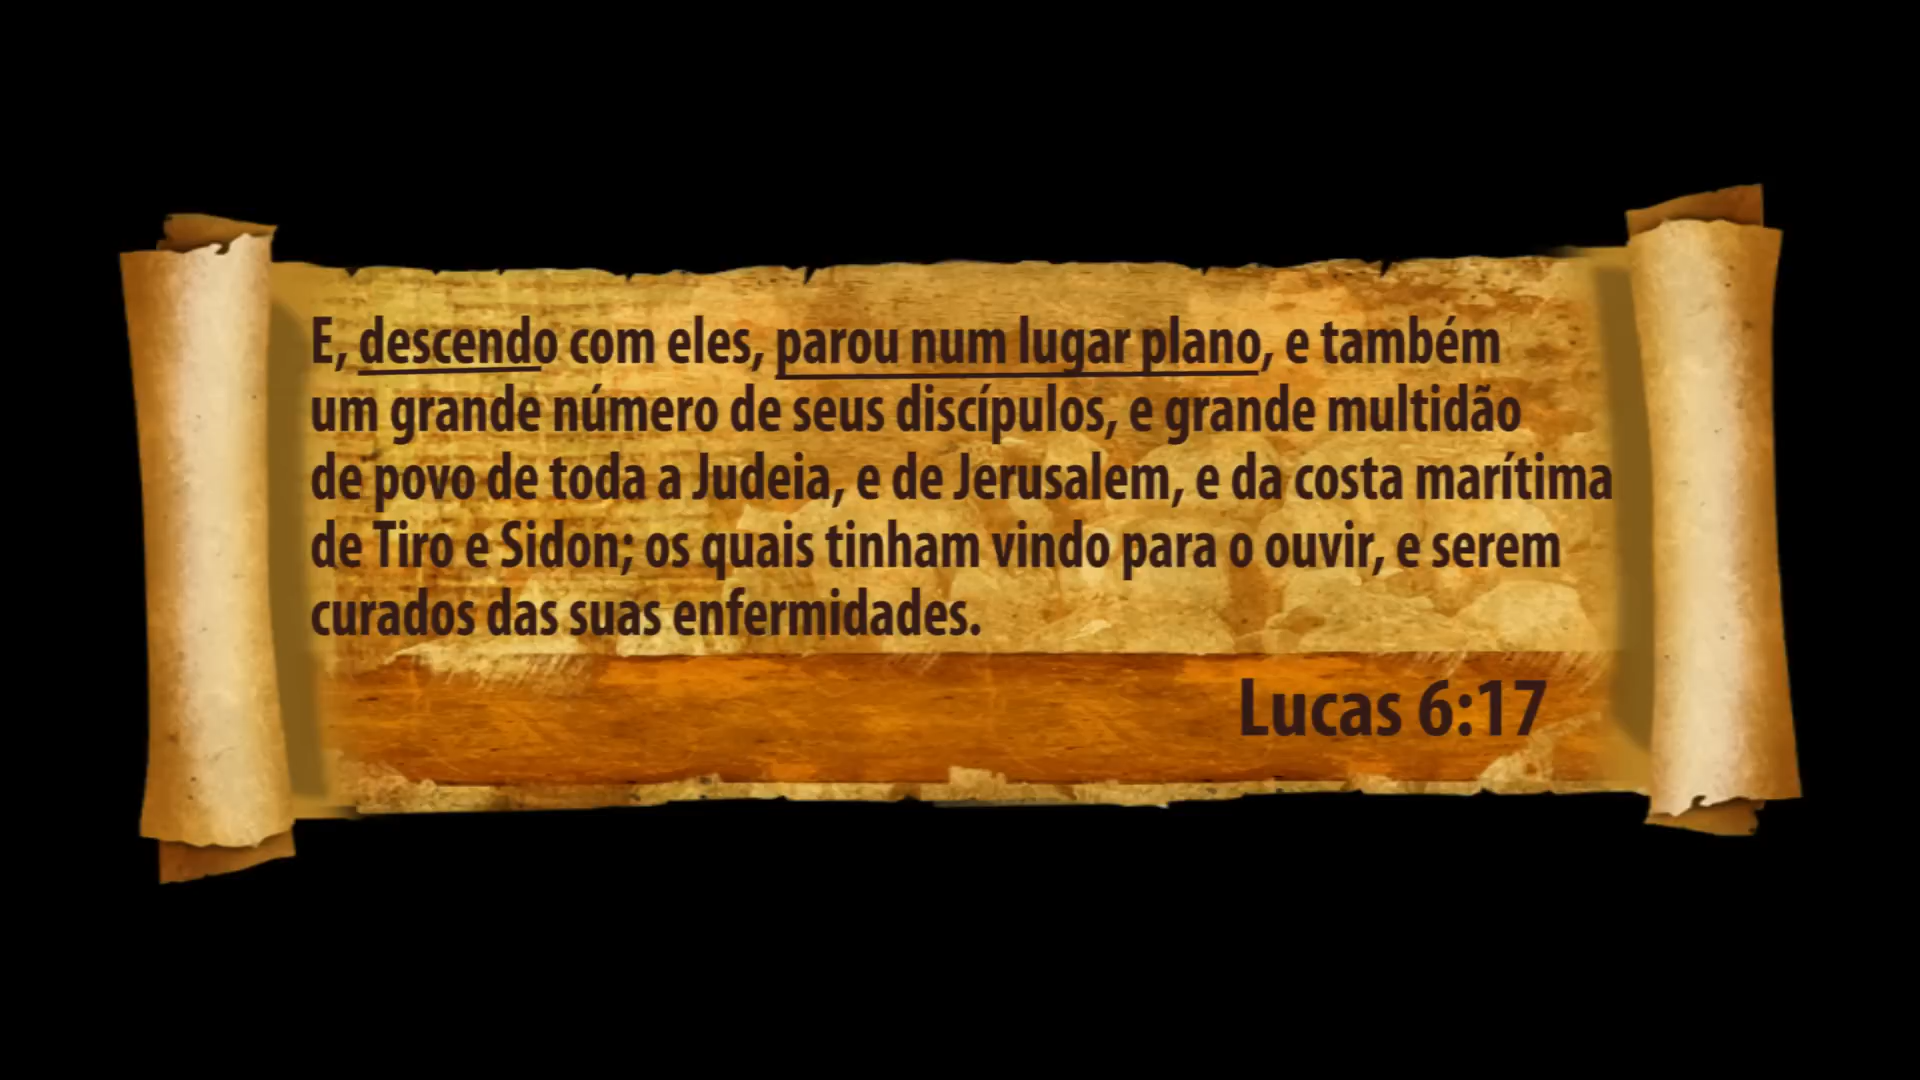 E, descendo com eles, parou num lugar plano, e também
um grande número de seus discípulos, e grande multidão
de povo de toda a Judeia, e de Jerusalem, e da costa marítima
de Tiro e Sidon; os quais tinham vindo para o ouvir, e serem
curados das suas enfermidades.
Lucas 6:17